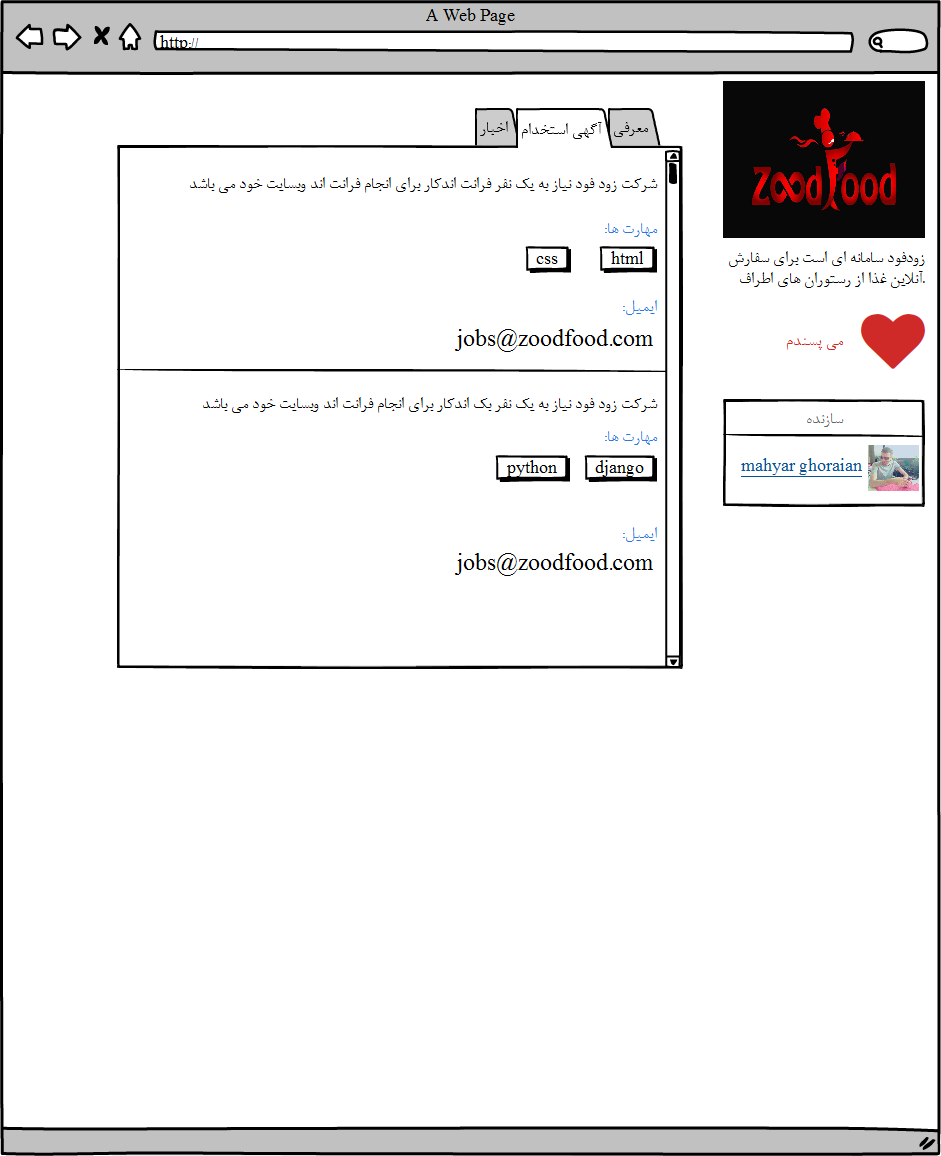 A Web Page
http://
معرفی
آگهی استخدام
اخبار
شرکت زود فود نیاز به یک نفر فرانت اندکار برای انجام فرانت اند وبسایت خود می باشد
مهارت ها:
html
css
ایمیل:
jobs@zoodfood.com
شرکت زود فود نیاز به یک نفر بک اندکار برای انجام فرانت اند وبسایت خود می باشد
مهارت ها:
django
python
ایمیل:
jobs@zoodfood.com
ZoodFood
زودفود سامانه ای است برای سفارش
آنلاین غذا از رستوران های اطراف.
می پسندم
سازنده
mahyar ghoraian